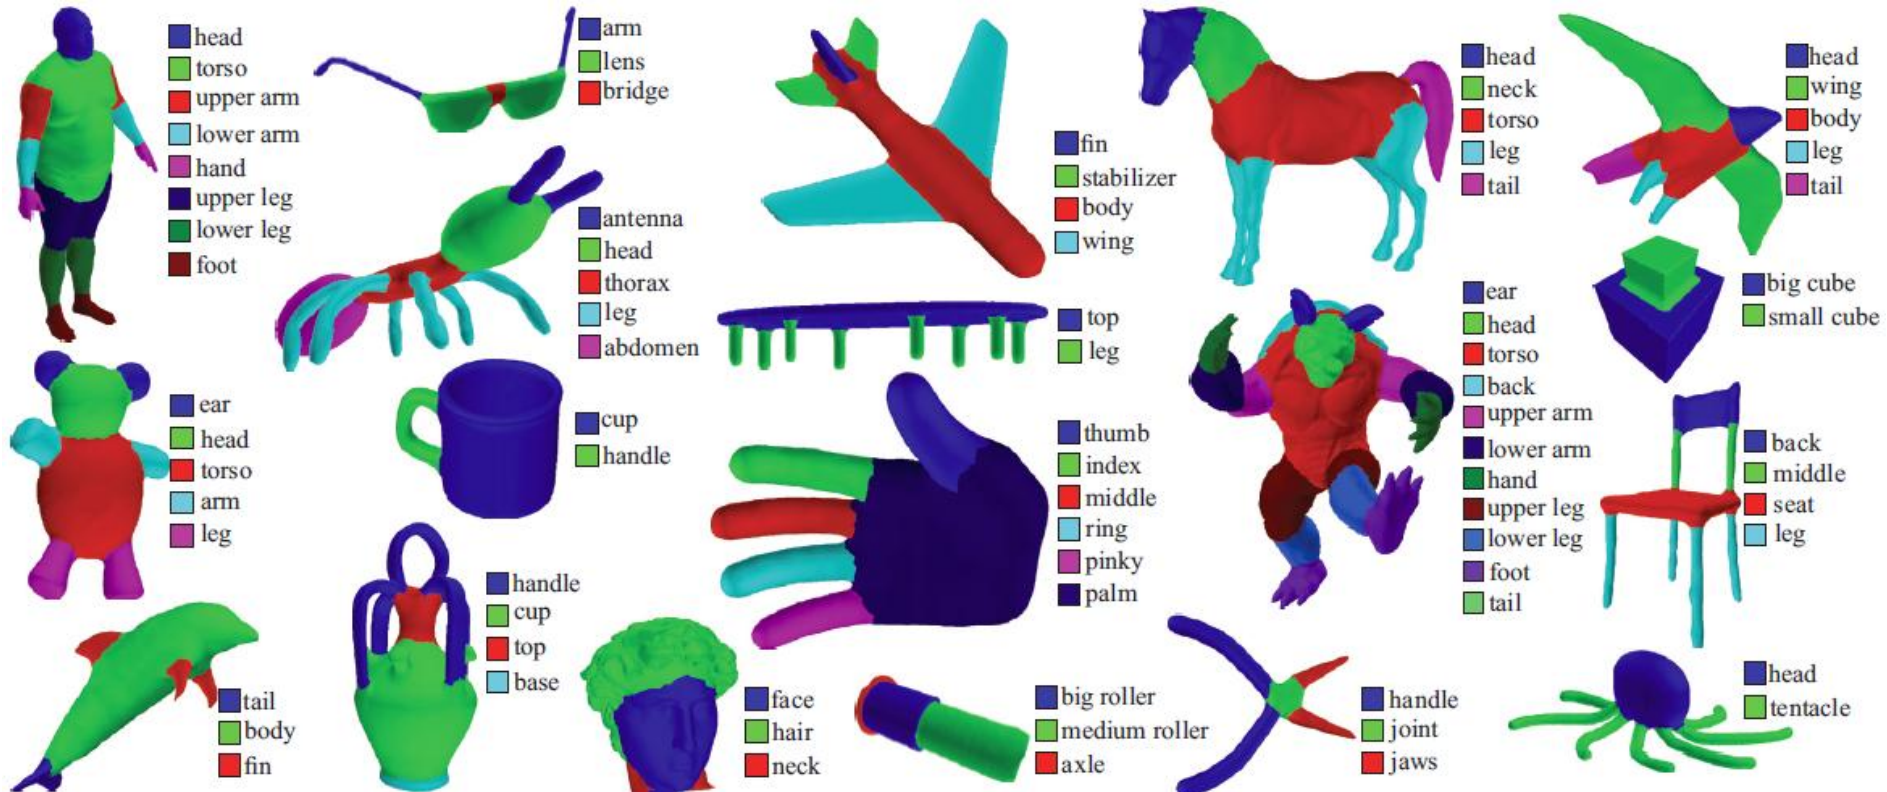 head
torso
upper arm
lower arm
hand
upper leg
lower leg
foot
arm
lens
bridge
fin
stabilizer
body
wing
head
neck
torso
leg
tail
head
wing
body
leg
tail
antenna
head
thorax
leg
abdomen
top
leg
big cube
small cube
ear
head
torso
arm
leg
cup
handle
thumb
index
middle
ring
pinky
palm
ear
head
torso
back
upper arm
lower arm
hand
upper leg
lower leg
foot
tail
back
middle
seat
leg
tail
body
fin
handle
cup
top
base
face
hair
neck
big roller
medium roller
axle
handle
joint
jaws
head
tentacle